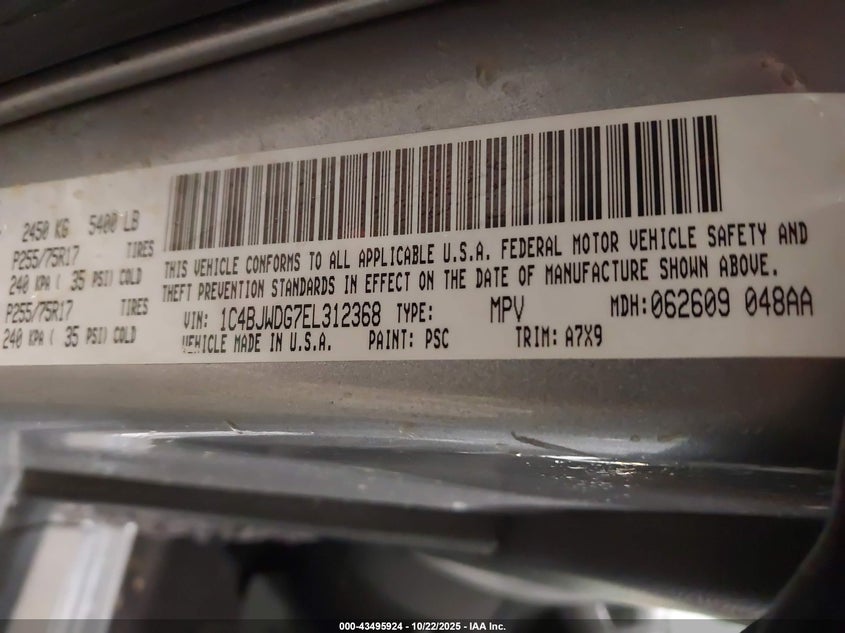 2450 KG 5400 LB
P255/75R17 TIRES
240 KPA ( 35 PSI) COLD
P255/75R17 TIRES
240 KPA ( 35 PSI) COLD
THIS VEHICLE CONFORMS TO ALL APPLICABLE U.S.A. FEDERAL MOTOR VEHICLE SAFETY AND
THEFT PREVENTION STANDARDS IN EFFECT ON THE DATE OF MANUFACTURE SHOWN ABOVE.
VIN: 1C4BJWDG7EL312368 TYPE: MPV MDH:062609 048AA
VEHICLE MADE IN U.S.A. PAINT: PSC TRIM: A7X9
000-43495924 - 10/22/2025 - IAA Inc.